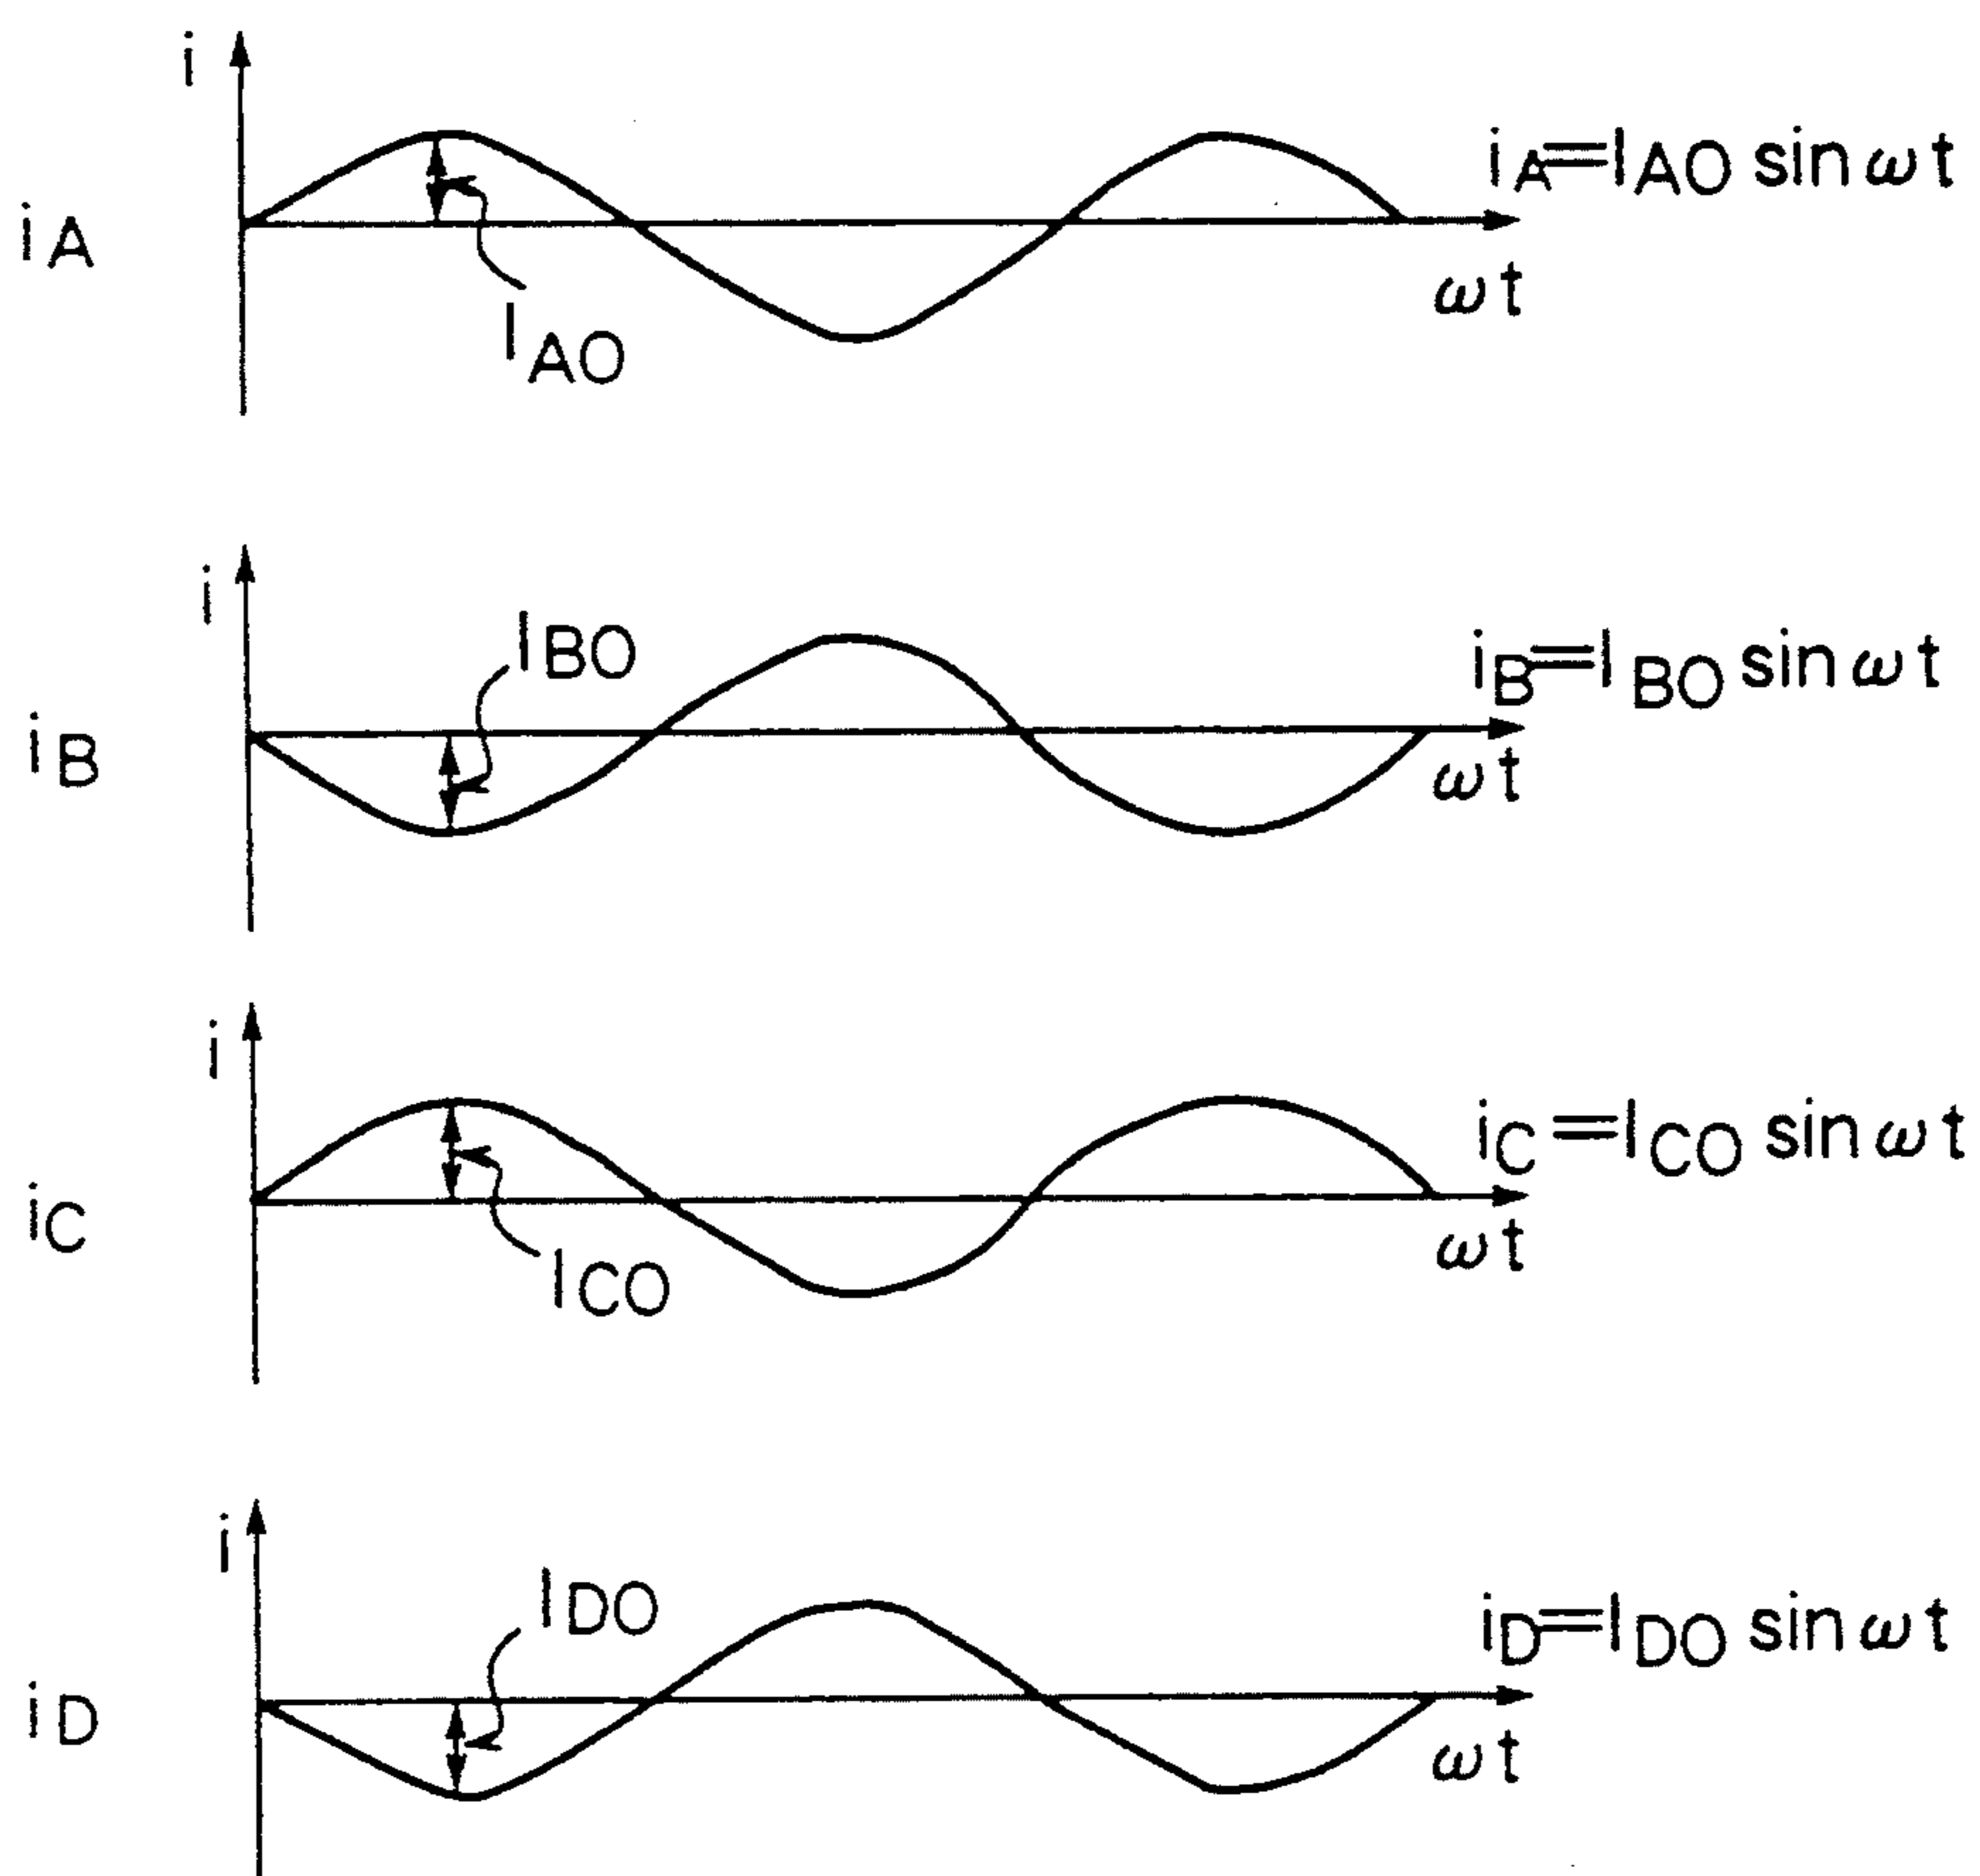 i
iA=IAO sin ωt
iA
ωt
IAO
i
IBO
iB=IBO sin ωt
iB
ωt
i
iC=ICO sin ωt
iC
ωt
ICO
i
IDO
iD=IDO sin ωt
iD
ωt